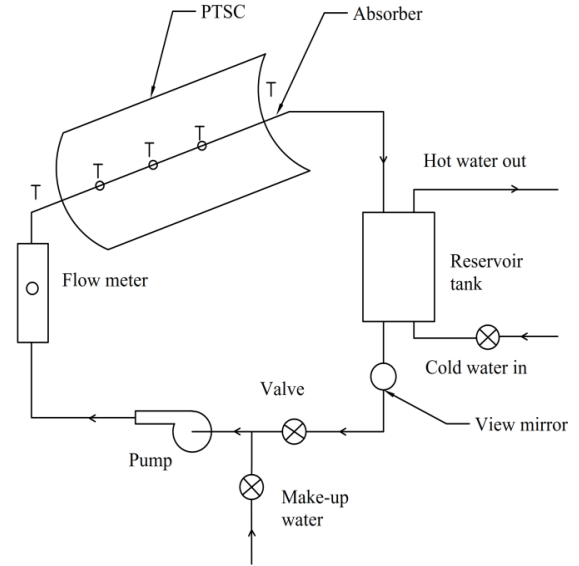 PTSC
Absorber
T
T
T
T
T
Hot water out
Flow meter
Reservoir
tank
Cold water in
Valve
View mirror
Pump
Make-up
water